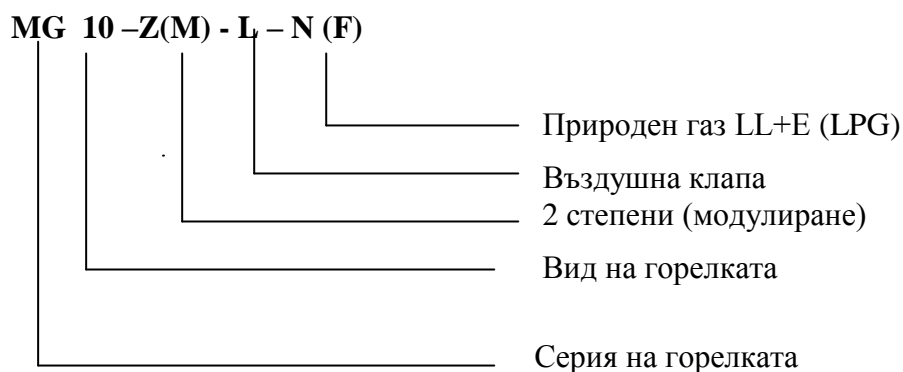 MG 10 –Z(M) - L – N (F)
Природен газ LL+E (LPG)
Въздушна клапа
2 степени (модулиране)
Вид на горелката
Серия на горелката